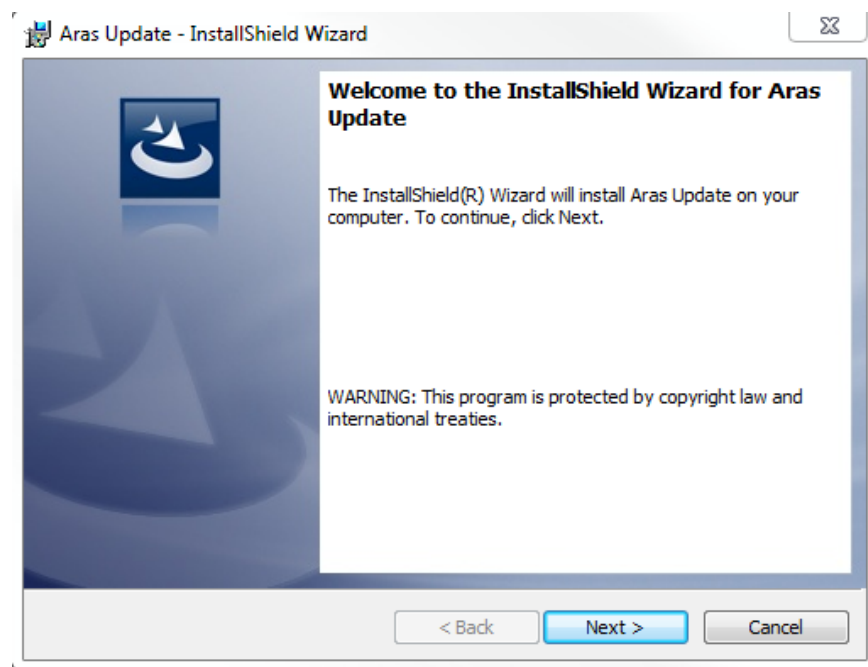 Aras Update - InstallShield Wizard
Welcome to the InstallShield Wizard for Aras
Update
The InstallShield(R) Wizard will install Aras Update on your
computer. To continue, click Next.
WARNING: This program is protected by copyright law and
international treaties.
< Back Next > Cancel